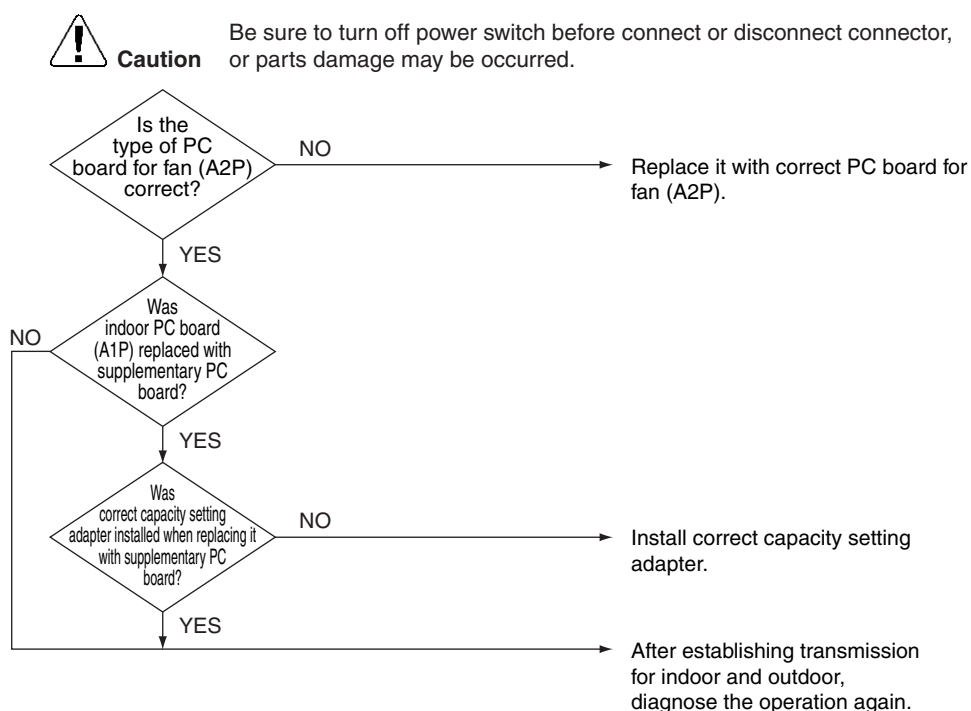 Be sure to turn off power switch before connect or disconnect connector,
Caution or parts damage may be occurred.
Is the
type of PC
board for fan (A2P)
correct?
NO
Replace it with correct PC board for
fan (A2P).
YES
Was
indoor PC board
(A1P) replaced with
supplementary PC
board?
NO
YES
Was
correct capacity setting
adapter installed when replacing it
with supplementary PC
board?
NO
Install correct capacity setting
adapter.
YES
After establishing transmission
for indoor and outdoor,
diagnose the operation again.